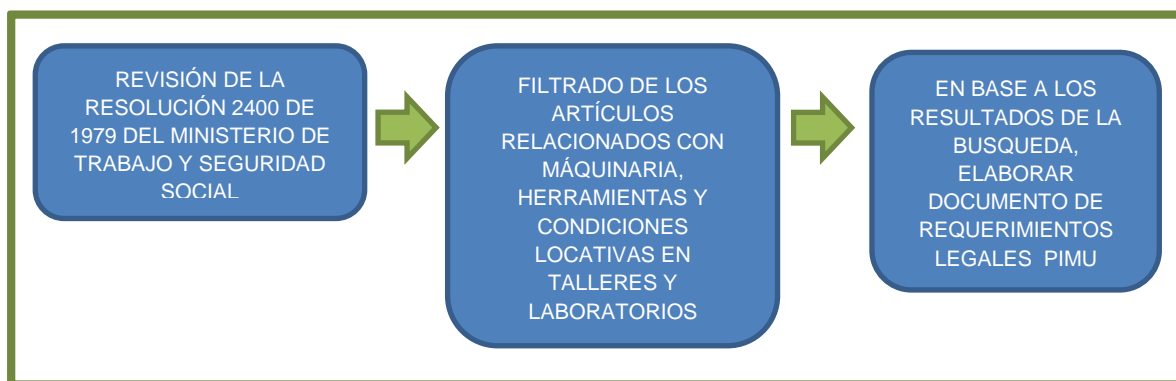 REVISIÓN DE LA
RESOLUCIÓN 2400 DE
1979 DEL MINISTERIO DE
TRABAJO Y SEGURIDAD
SOCIAL
FILTRADO DE LOS
ARTÍCULOS
RELACIONADOS CON
MÁQUINARIA,
HERRAMIENTAS Y
CONDICIONES
LOCATIVAS EN
TALLERES Y
LABORATORIOS
EN BASE A LOS
RESULTADOS DE LA
BUSQUEDA,
ELABORAR
DOCUMENTO DE
REQUERIMIENTOS
LEGALES PIMU